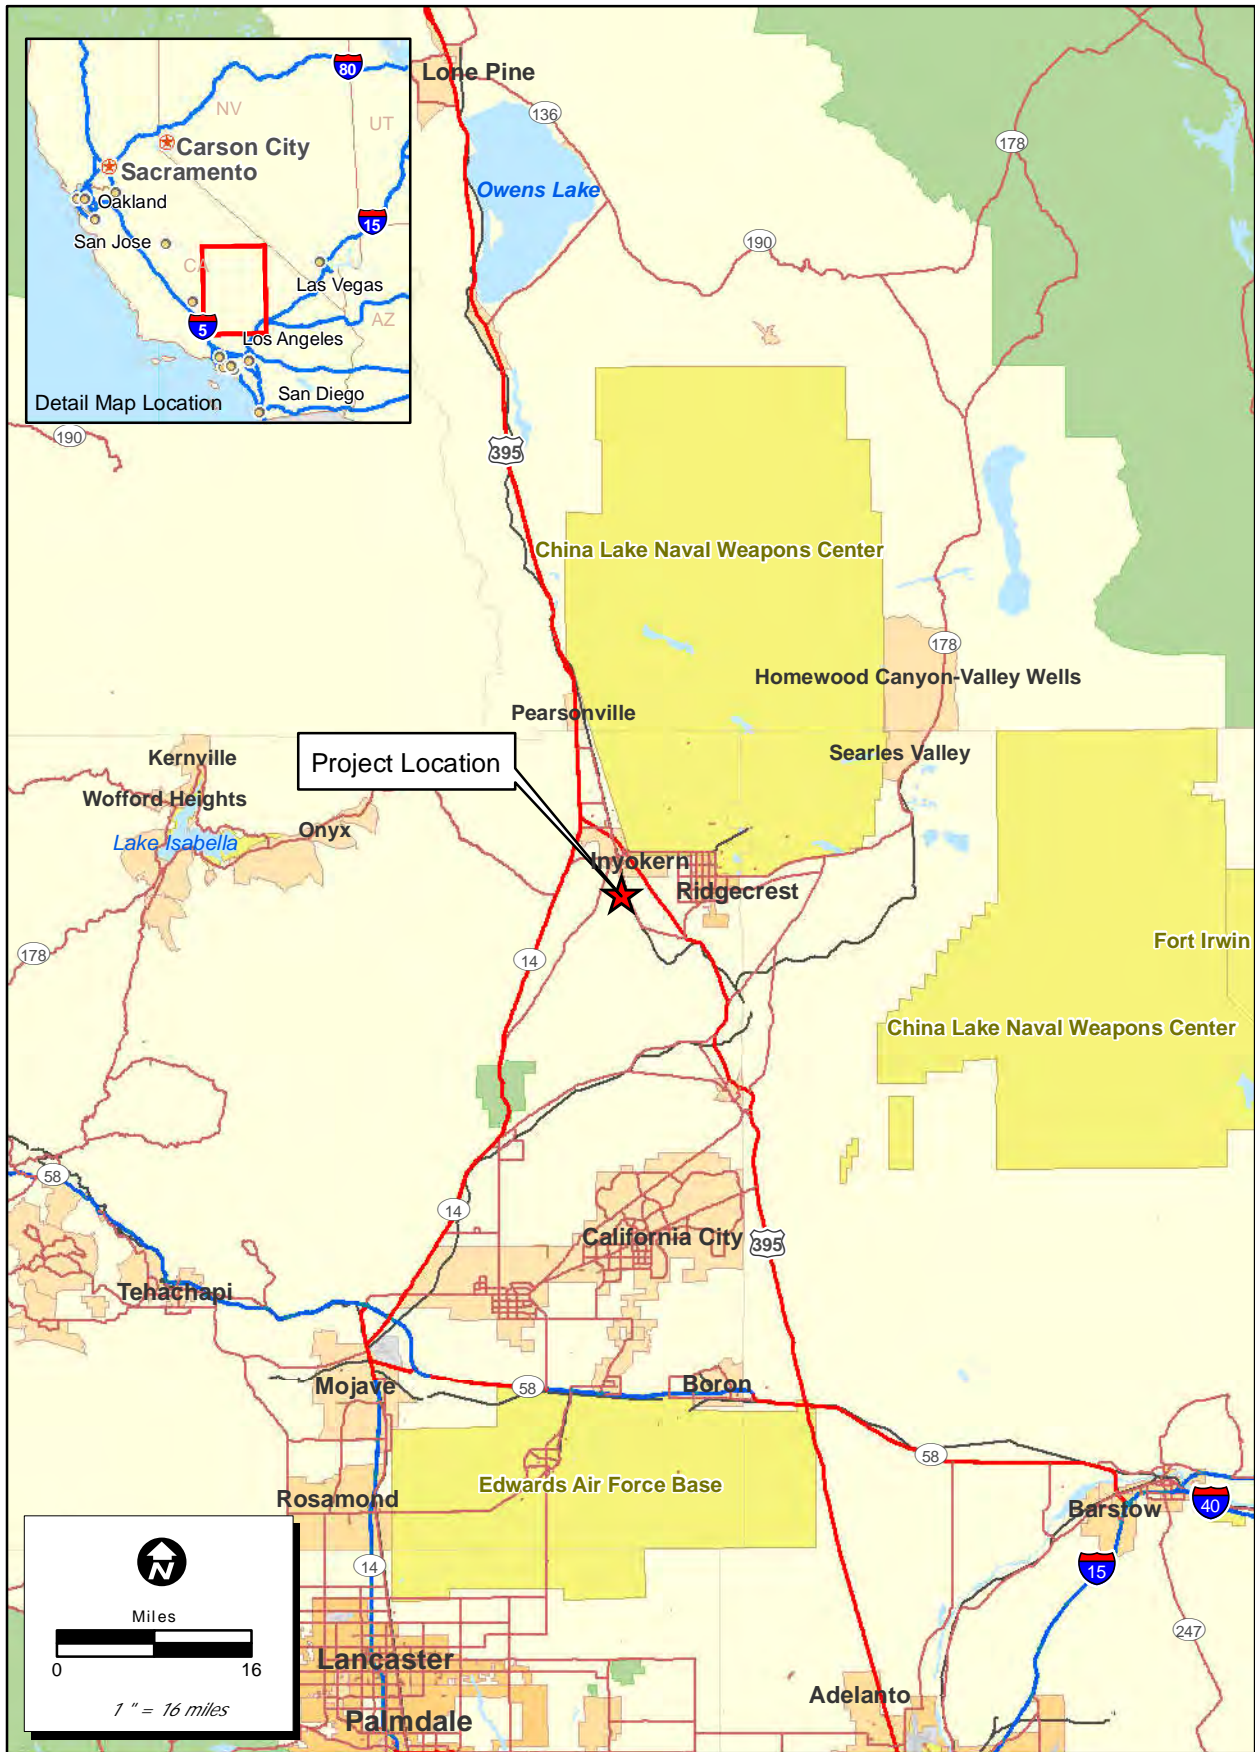 80
NV
UT
Carson City
Sacramento
Oakland
15
San Jose
CA
Las Vegas
5
AZ
Los Angeles
San Diego
Detail Map Location
Lone Pine
136
178
Owens Lake
190
190
395
China Lake Naval Weapons Center
178
Homewood Canyon-Valley Wells
Pearsonville
Searles Valley
Kernville
Project Location
Wofford Heights
Onyx
Lake Isabella
Inyokern
Ridgecrest
178
14
Fort Irwin
China Lake Naval Weapons Center
58
14
California City
395
Tehachapi
Mojave
58
Boron
58
Edwards Air Force Base
Rosamond
Barstow
40
14
15
N
Miles
0 16
1 " = 16 miles
247
Lancaster
Adelanto
Palmdale